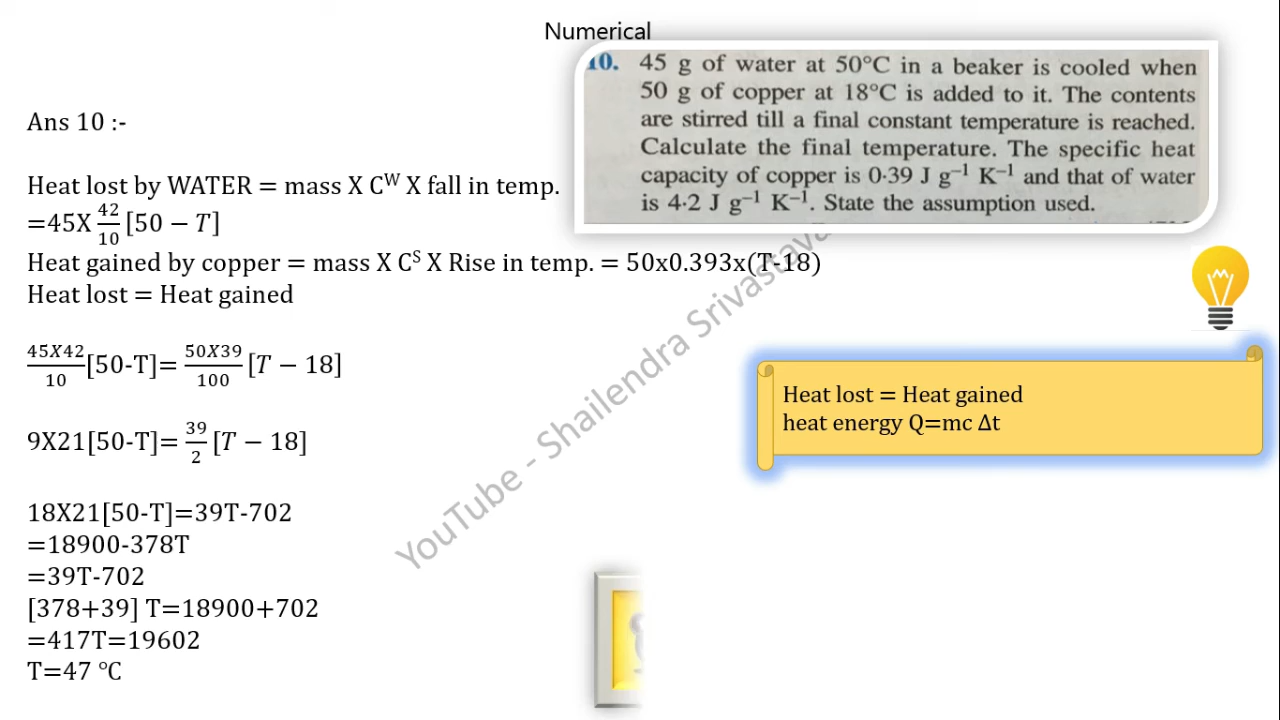 Numerical
10. 45 g of water at 50°C in a beaker is cooled when
50 g of copper at 18°C is added to it. The contents
are stirred till a final constant temperature is reached.
Calculate the final temperature. The specific heat
capacity of copper is 0·39 J g⁻¹ K⁻¹ and that of water
is 4·2 J g⁻¹ K⁻¹. State the assumption used.
Ans 10 :-
Heat lost by WATER = mass X Cᵂ X fall in temp.
=45X 42/10 [50 − T]
Heat gained by copper = mass X Cˢ X Rise in temp. = 50x0.393x(T-18)
Heat lost = Heat gained
45X42/10 [50-T]= 50X39/100 [T − 18]
9X21[50-T]= 39/2 [T − 18]
18X21[50-T]=39T-702
=18900-378T
=39T-702
[378+39] T=18900+702
=417T=19602
T=47 °C
Heat lost = Heat gained
heat energy Q=mc Δt
YouTube - Shailendra Srivastava